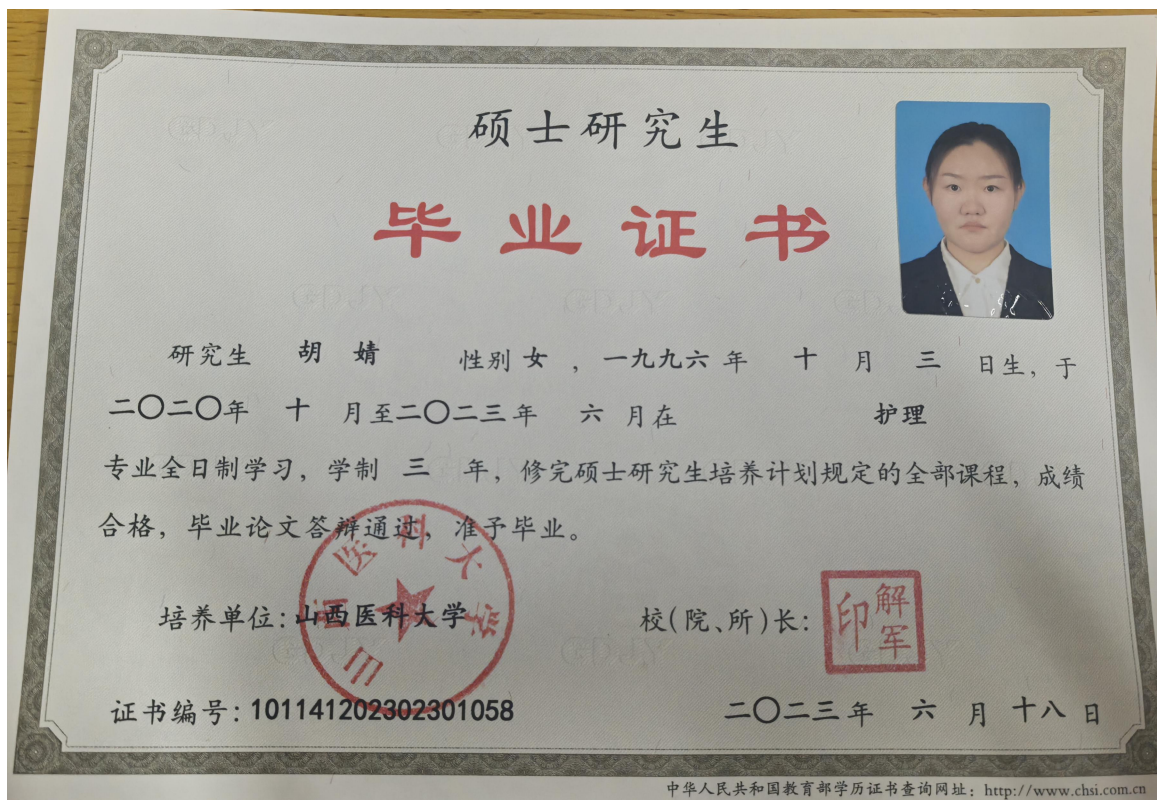 硕士研究生
毕业证书
研究生 胡婧 性别 女 ，一九九六 年 十 月 三 日生，于
二〇二〇年 十 月至二〇二三年 六 月在 护理
专业全日制学习，学制 三 年，修完硕士研究生培养计划规定的全部课程，成绩
合格，毕业论文答辩通过，准予毕业。
培养单位：山西医科大学 校（院、所）长：
山西医科大学
解军印
证书编号：101141202302301058 二〇二三年 六 月 十八 日
中华人民共和国教育部学历证书查询网址：http://www.chsi.com.cn